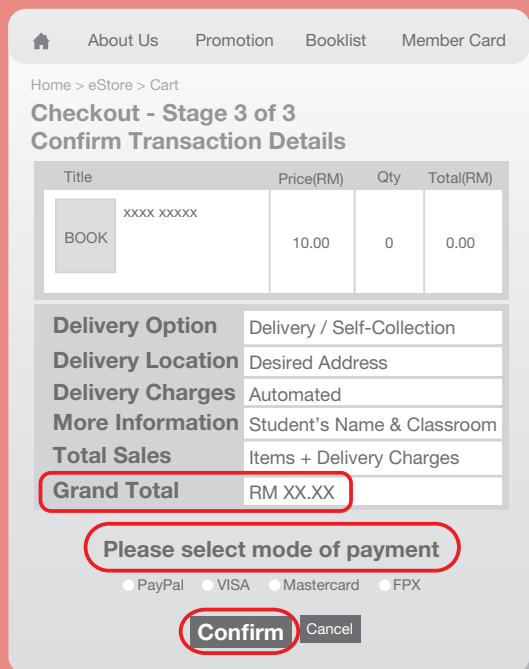 About Us Promotion Booklist Member Card
Home > eStore > Cart
Checkout - Stage 3 of 3
Confirm Transaction Details
Title Price(RM) Qty Total(RM)
BOOK xxxx xxxxx 10.00 0 0.00
Delivery Option Delivery / Self-Collection
Delivery Location Desired Address
Delivery Charges Automated
More Information Student's Name & Classroom
Total Sales Items + Delivery Charges
Grand Total RM XX.XX
Please select mode of payment
PayPal VISA Mastercard FPX
Confirm Cancel